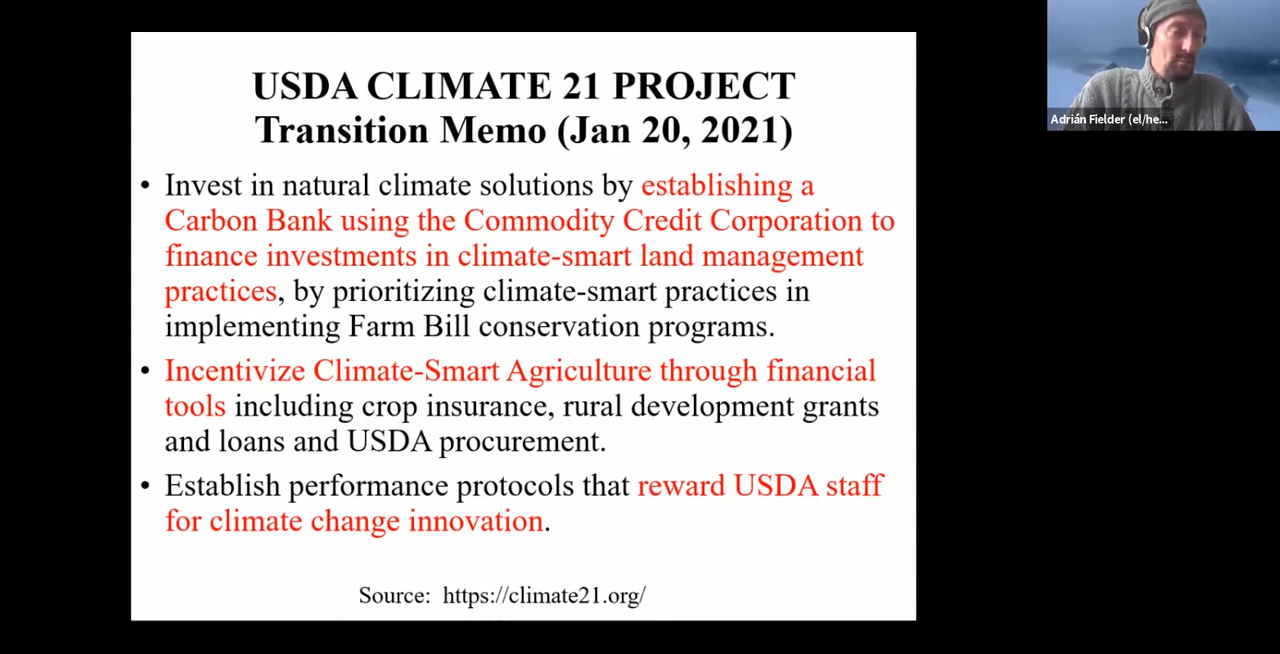 USDA CLIMATE 21 PROJECT
Transition Memo (Jan 20, 2021)
• Invest in natural climate solutions by establishing a
Carbon Bank using the Commodity Credit Corporation to
finance investments in climate-smart land management
practices, by prioritizing climate-smart practices in
implementing Farm Bill conservation programs.
• Incentivize Climate-Smart Agriculture through financial
tools including crop insurance, rural development grants
and loans and USDA procurement.
• Establish performance protocols that reward USDA staff
for climate change innovation.
Source: https://climate21.org/
Adrián Fielder (el/he...